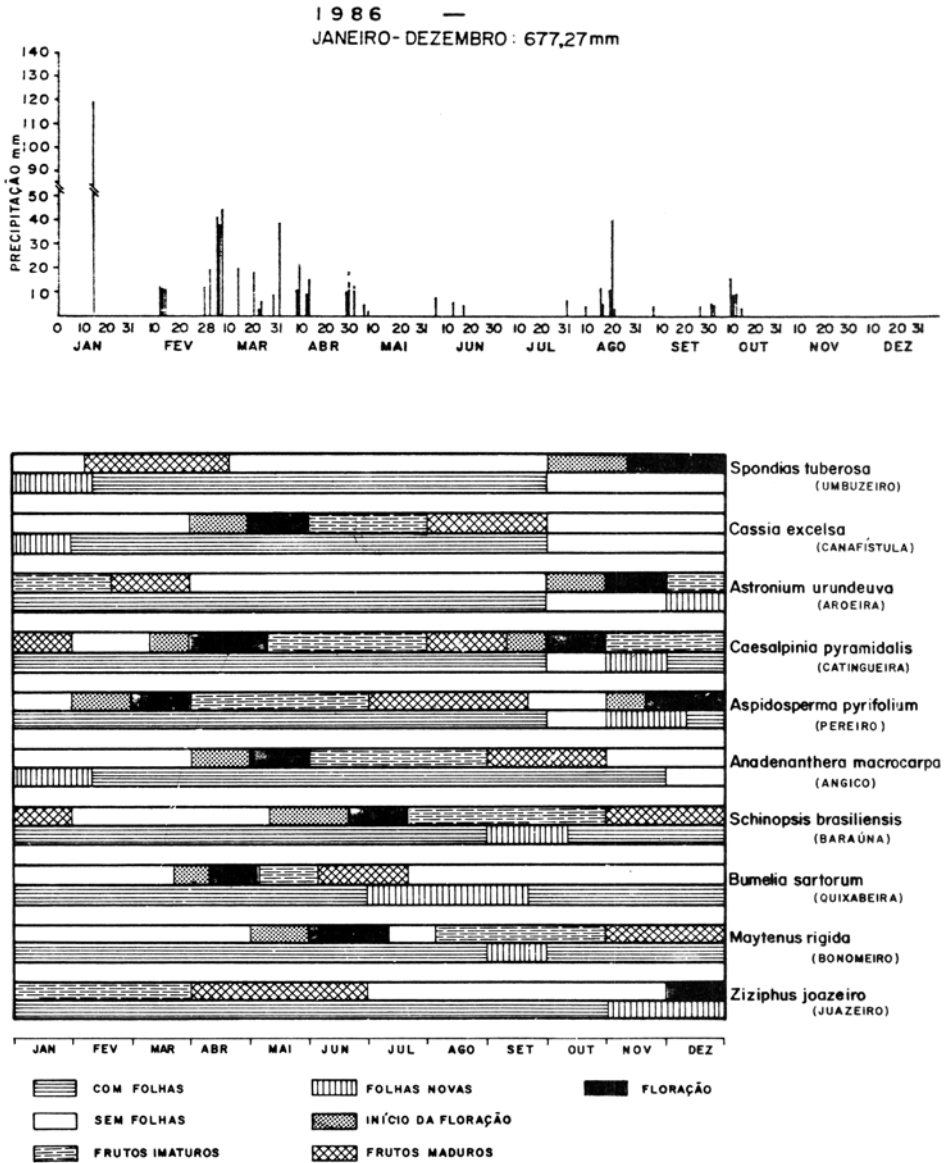 1986 —
JANEIRO-DEZEMBRO: 677,27mm
PRECIPITAÇÃO mm
140
130
120
110
100
90
50
40
30
20
10
0 10 20 31 10 20 28 10 20 31 10 20 30 10 20 31 10 20 30 10 20 31 10 20 31 10 20 30 10 20 31 10 20 31 10 20 31
JAN FEV MAR ABR MAI JUN JUL AGO SET OUT NOV DEZ
Spondias tuberosa
(UMBUZEIRO)
Cassia excelsa
(CANAFÍSTULA)
Astronium urundeuva
(AROEIRA)
Caesalpinia pyramidalis
(CATINGUEIRA)
Aspidosperma pyrifolium
(PEREIRO)
Anadenanthera macrocarpa
(ANGICO)
Schinopsis brasiliensis
(BARAÚNA)
Bumelia sartorum
(QUIXABEIRA)
Maytenus rigida
(BONOMEIRO)
Ziziphus joazeiro
(JUAZEIRO)
JAN FEV MAR ABR MAI JUN JUL AGO SET OUT NOV DEZ
COM FOLHAS FOLHAS NOVAS FLORAÇÃO
SEM FOLHAS INÍCIO DA FLORAÇÃO
FRUTOS IMATUROS FRUTOS MADUROS